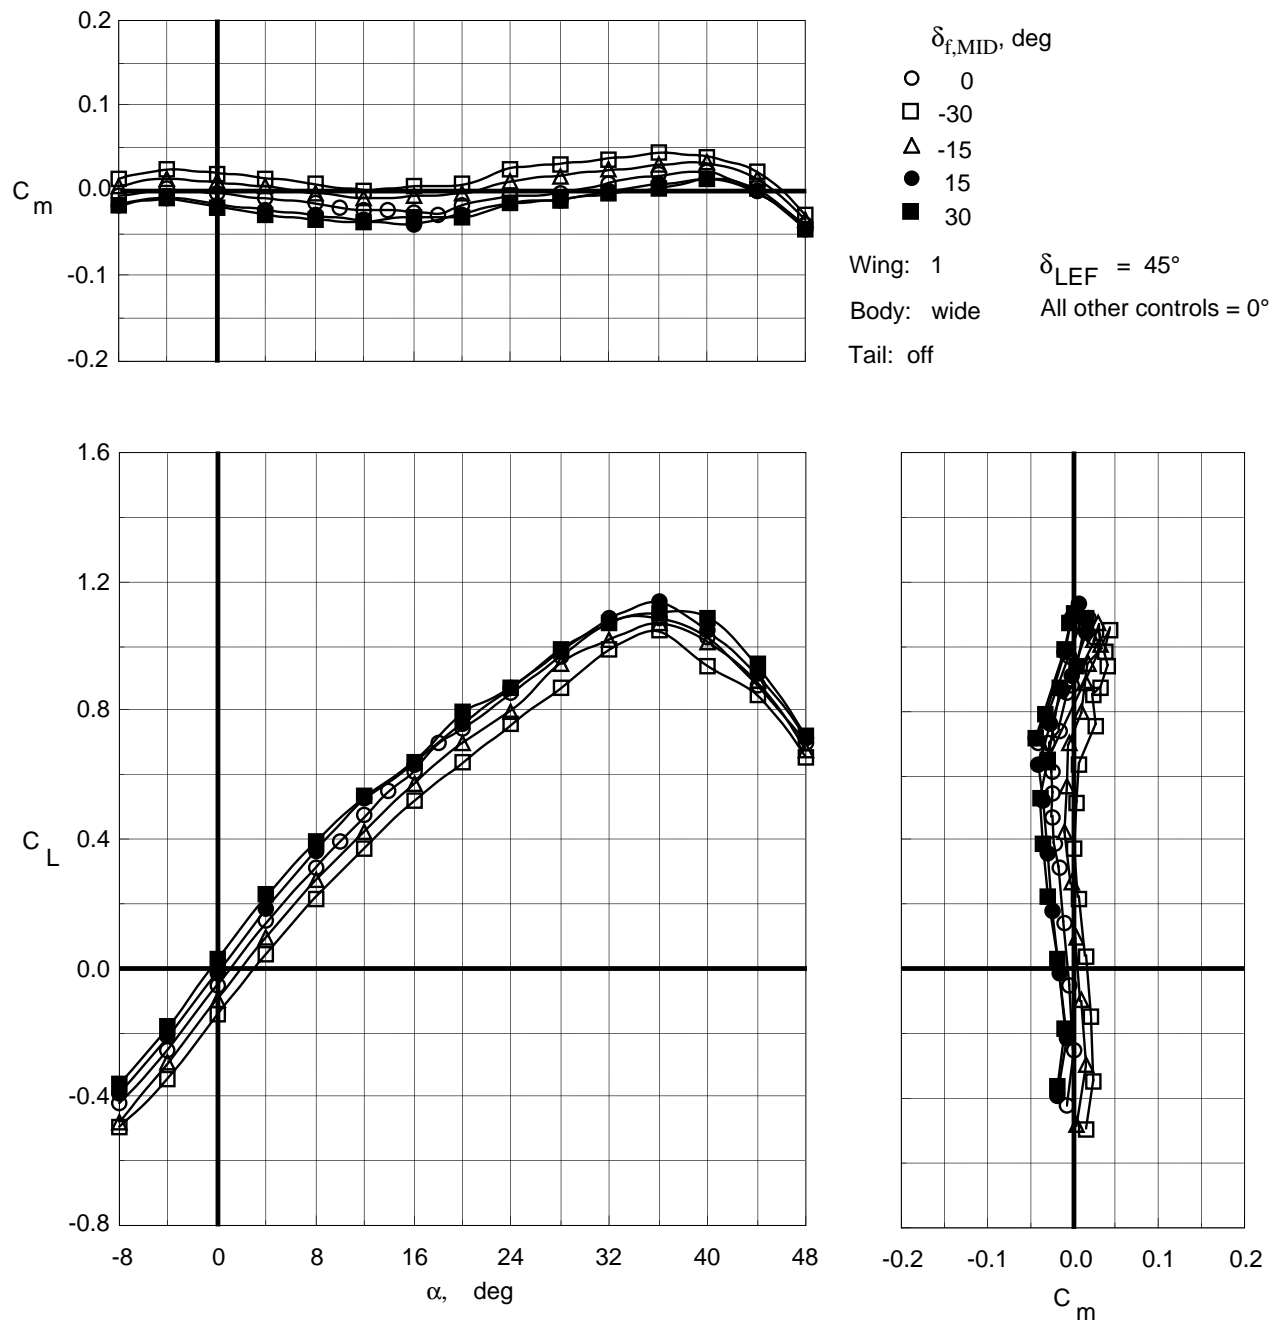 0.2
0.1
0.0
-0.1
-0.2
C m
δf,MID, deg
0
-30
-15
15
30
Wing: 1 δLEF = 45°
Body: wide All other controls = 0°
Tail: off
1.6
1.2
0.8
0.4
0.0
-0.4
-0.8
C L
-8 0 8 16 24 32 40 48
α, deg
-0.2 -0.1 0.0 0.1 0.2
C m